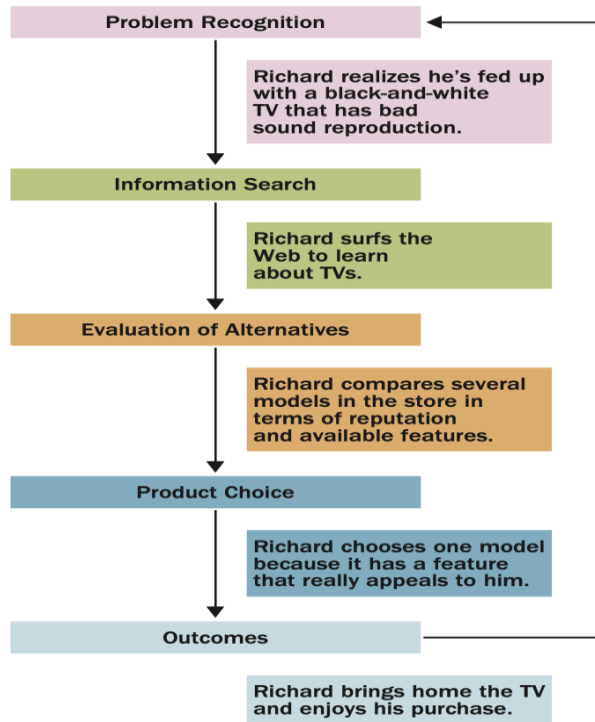 Problem Recognition
Richard realizes he's fed up
with a black-and-white
TV that has bad
sound reproduction.
Information Search
Richard surfs the
Web to learn
about TVs.
Evaluation of Alternatives
Richard compares several
models in the store in
terms of reputation
and available features.
Product Choice
Richard chooses one model
because it has a feature
that really appeals to him.
Outcomes
Richard brings home the TV
and enjoys his purchase.